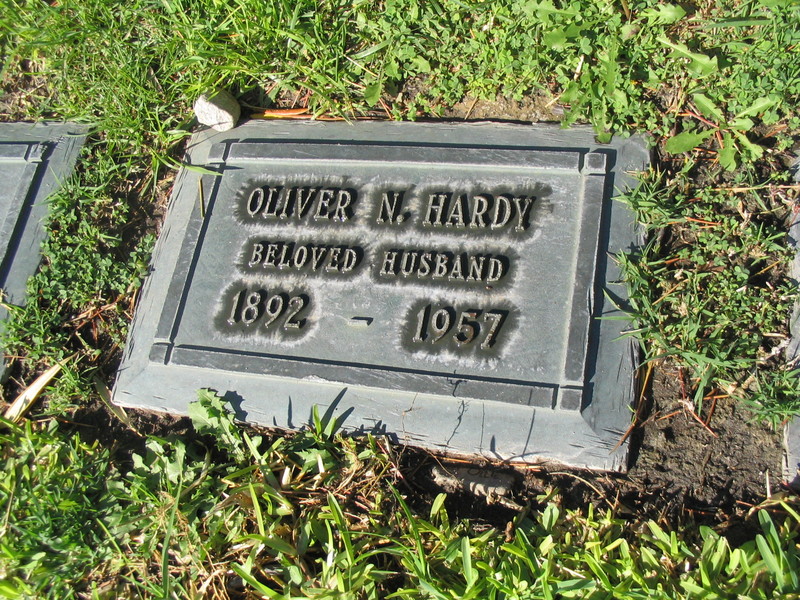 OLIVER N. HARDY
BELOVED HUSBAND
1892 - 1957